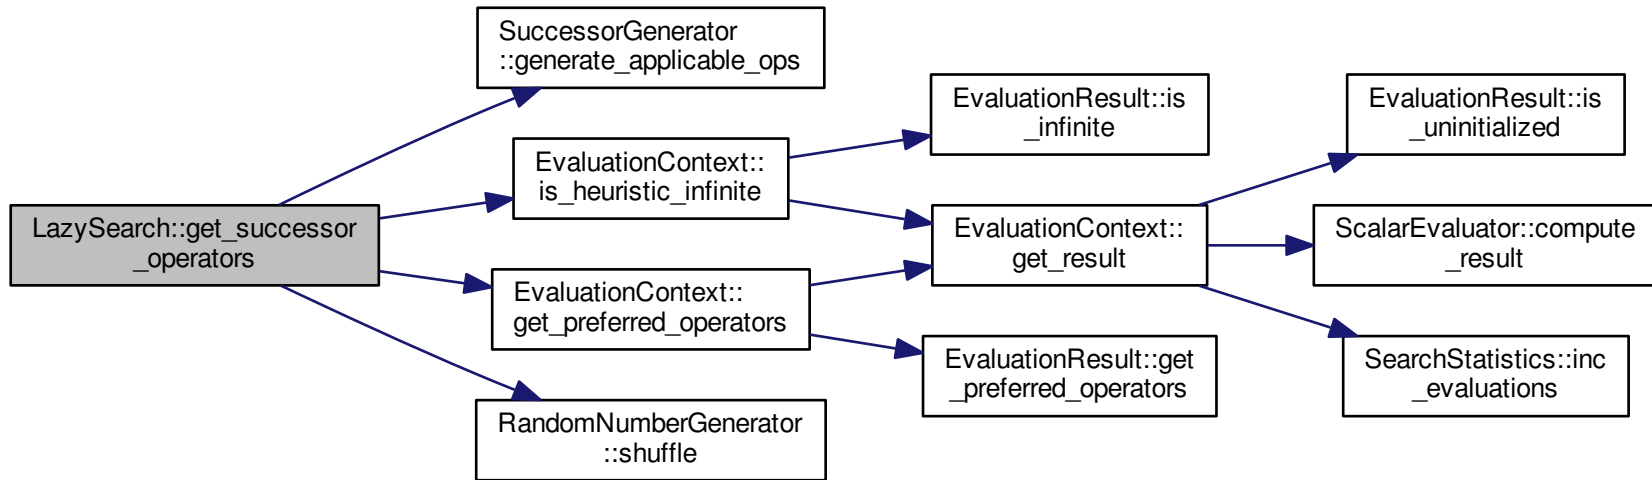 SuccessorGenerator
::generate_applicable_ops
EvaluationResult::is
_infinite
EvaluationResult::is
_uninitialized
EvaluationContext::
is_heuristic_infinite
LazySearch::get_successor
_operators
EvaluationContext::
get_result
ScalarEvaluator::compute
_result
EvaluationContext::
get_preferred_operators
EvaluationResult::get
_preferred_operators
SearchStatistics::inc
_evaluations
RandomNumberGenerator
::shuffle